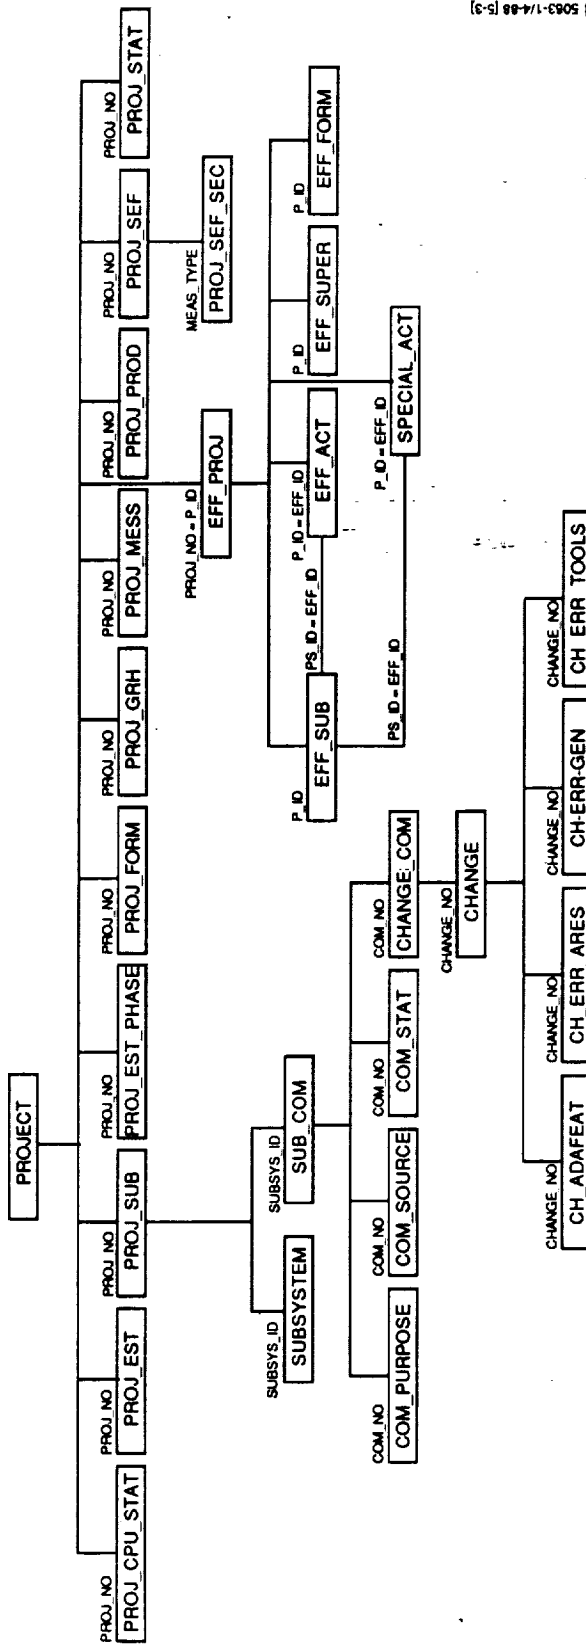 PROJECT
PROJ_NO
PROJ_CPU_STAT
PROJ_NO
PROJ_EST
PROJ_NO
PROJ_SUB
PROJ_NO
PROJ_EST_PHASE
PROJ_NO
PROJ_FORM
PROJ_NO
PROJ_GRH
PROJ_NO
PROJ_MESS
PROJ_NO
PROJ_PROD
PROJ_NO
PROJ_SEF
PROJ_NO
PROJ_STAT
MEAS_TYPE
PROJ_SEF_SEC
PROJ_NO = P_ID
EFF_PROJ
SUBSYS_ID
SUBSYSTEM
SUBSYS_ID
SUB_COM
P_ID
EFF_SUB
PS_ID = EFF_ID
P_ID = EFF_ID
EFF_ACT
P_ID
EFF_SUPER
P_ID
EFF_FORM
PS_ID = EFF_ID
P_ID = EFF_ID
SPECIAL_ACT
COM_NO
COM_PURPOSE
COM_NO
COM_SOURCE
COM_NO
COM_STAT
COM_NO
CHANGE_COM
CHANGE_NO
CHANGE
CHANGE_NO
CH_ADAFEAT
CHANGE_NO
CH_ERR_ARES
CHANGE_NO
CH-ERR-GEN
CHANGE_NO
CH_ERR_TOOLS
5083-1/4-88 [5-3]